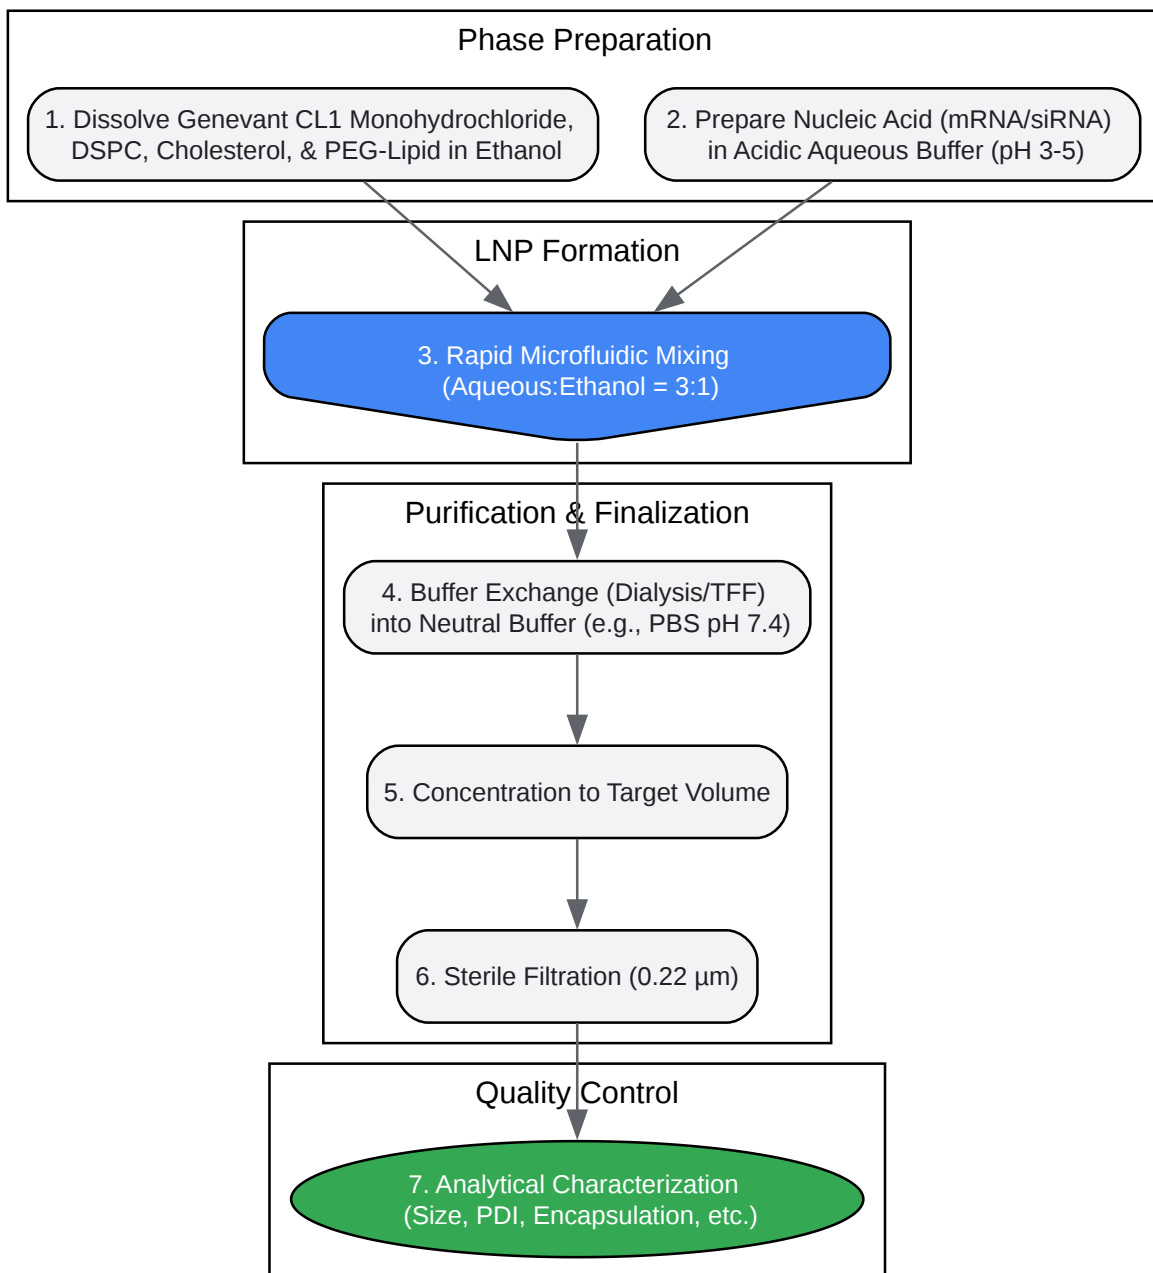 Phase Preparation
1. Dissolve Genevant CL1 Monohydrochloride,
DSPC, Cholesterol, & PEG-Lipid in Ethanol
2. Prepare Nucleic Acid (mRNA/siRNA)
in Acidic Aqueous Buffer (pH 3-5)
LNP Formation
3. Rapid Microfluidic Mixing
(Aqueous:Ethanol = 3:1)
Purification & Finalization
4. Buffer Exchange (Dialysis/TFF)
into Neutral Buffer (e.g., PBS pH 7.4)
5. Concentration to Target Volume
6. Sterile Filtration (0.22 µm)
Quality Control
7. Analytical Characterization
(Size, PDI, Encapsulation, etc.)